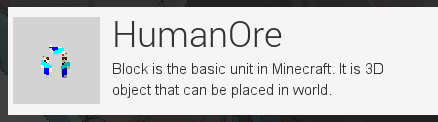 HumanOre
Block is the basic unit in Minecraft. It is 3D
object that can be placed in world.